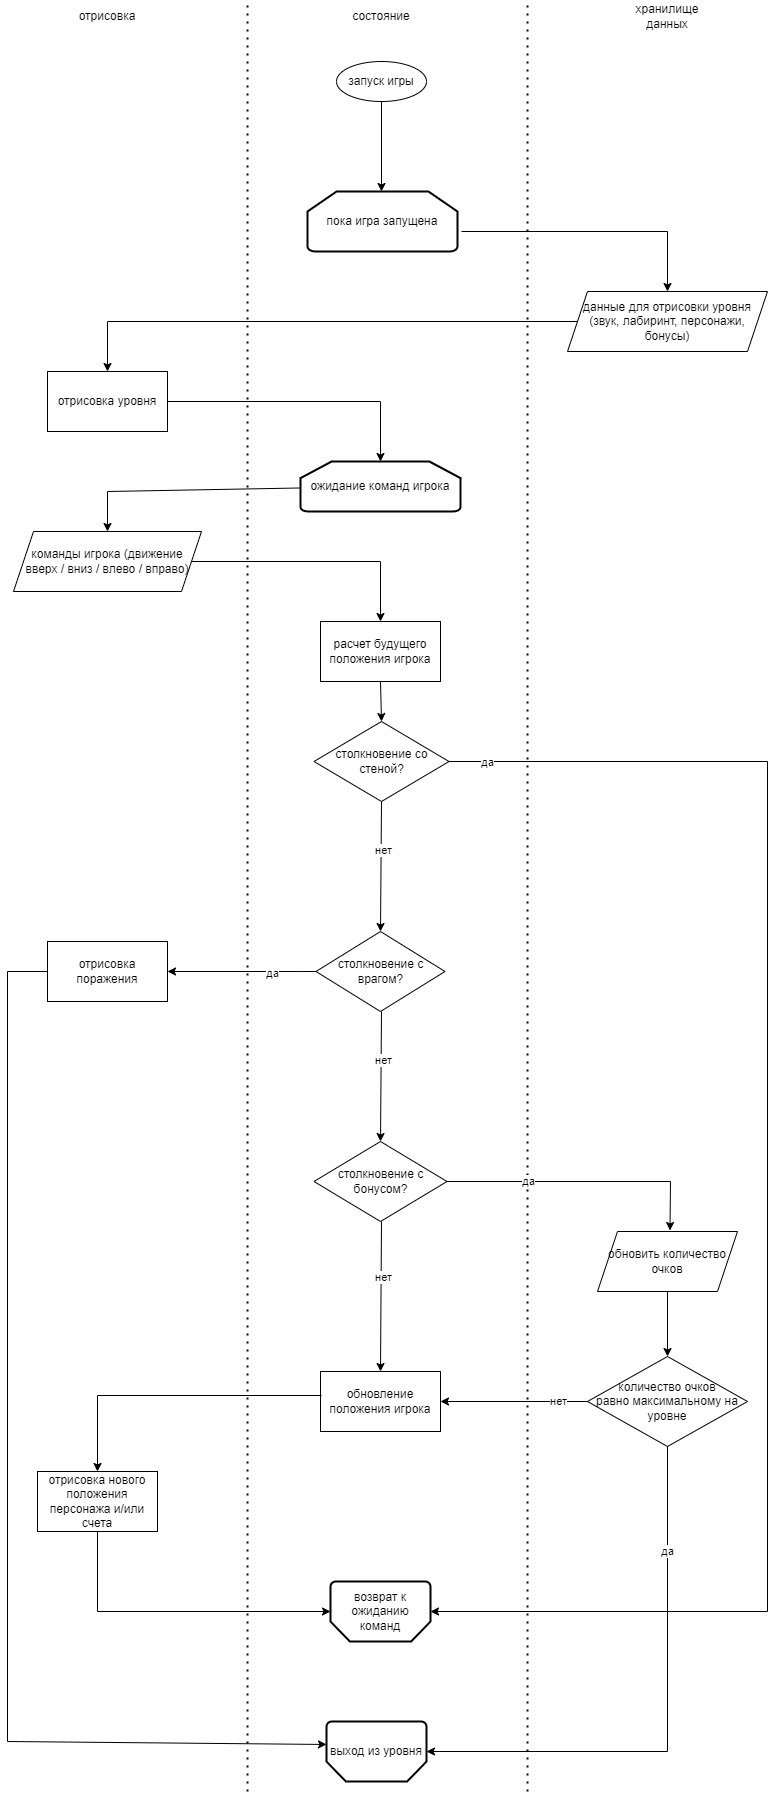 отрисовка
состояние
хранилище
данных
запуск игры
пока игра запущена
данные для отрисовки уровня
(звук, лабиринт, персонажи,
бонусы)
отрисовка уровня
ожидание команд игрока
команды игрока (движение
вверх / вниз / влево / вправо)
расчет будущего
положения игрока
столкновение со
стеной?
да
нет
отрисовка
поражения
да
столкновение с
врагом?
нет
столкновение с
бонусом?
да
обновить количество
очков
нет
обновление
положения игрока
нет
количество очков
равно максимальному на
уровне
отрисовка нового
положения
персонажа и/или
счета
да
возврат к
ожиданию
команд
выход из уровня